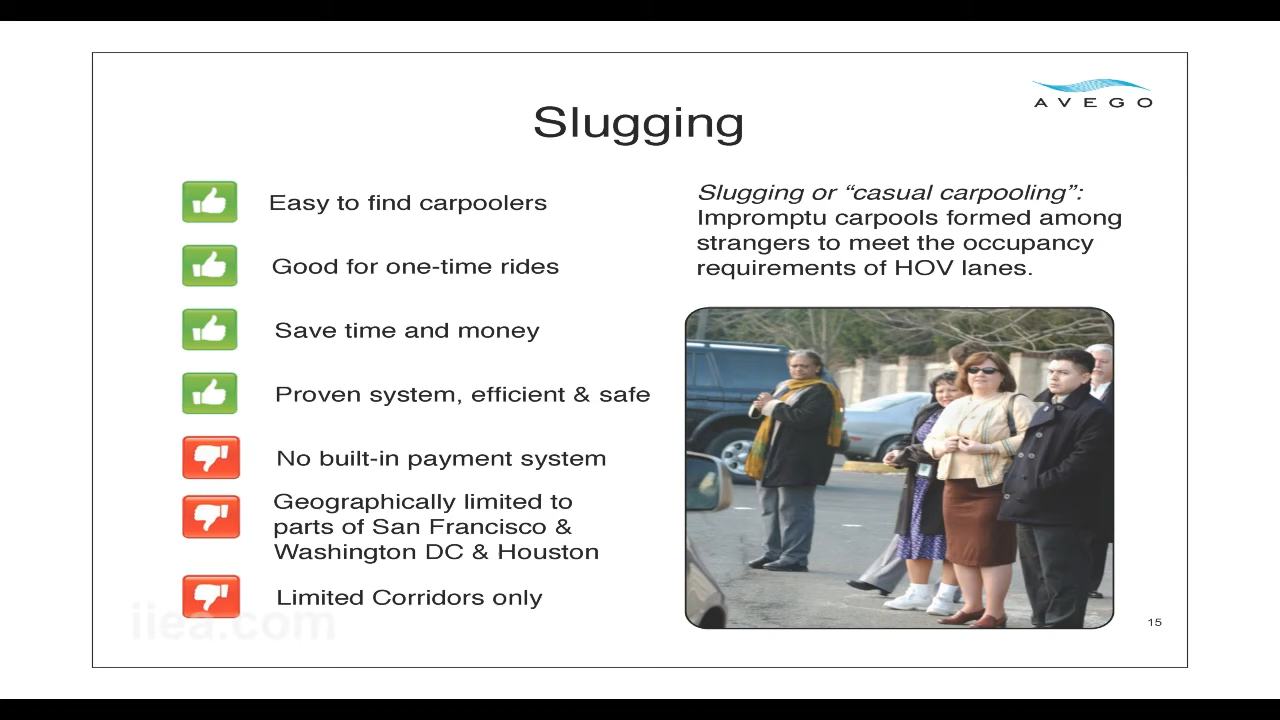 AVEGO
Slugging
Easy to find carpoolers
Good for one-time rides
Save time and money
Proven system, efficient & safe
No built-in payment system
Geographically limited to
parts of San Francisco &
Washington DC & Houston
Limited Corridors only
Slugging or “casual carpooling”:
Impromptu carpools formed among
strangers to meet the occupancy
requirements of HOV lanes.
15
iiea.com